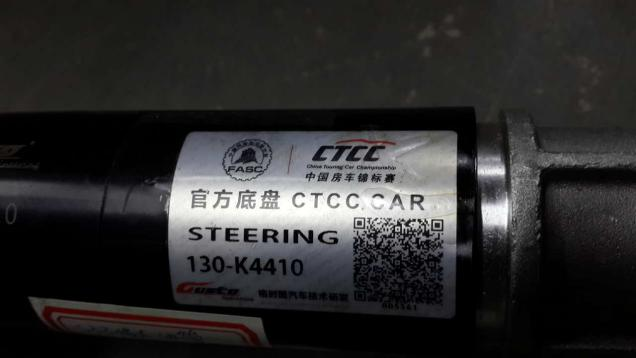 FASC
CTCC
China Touring Car Championship
中国房车锦标赛
官方底盘 CTCC CAR
STEERING
130-K4410
Gusto
0